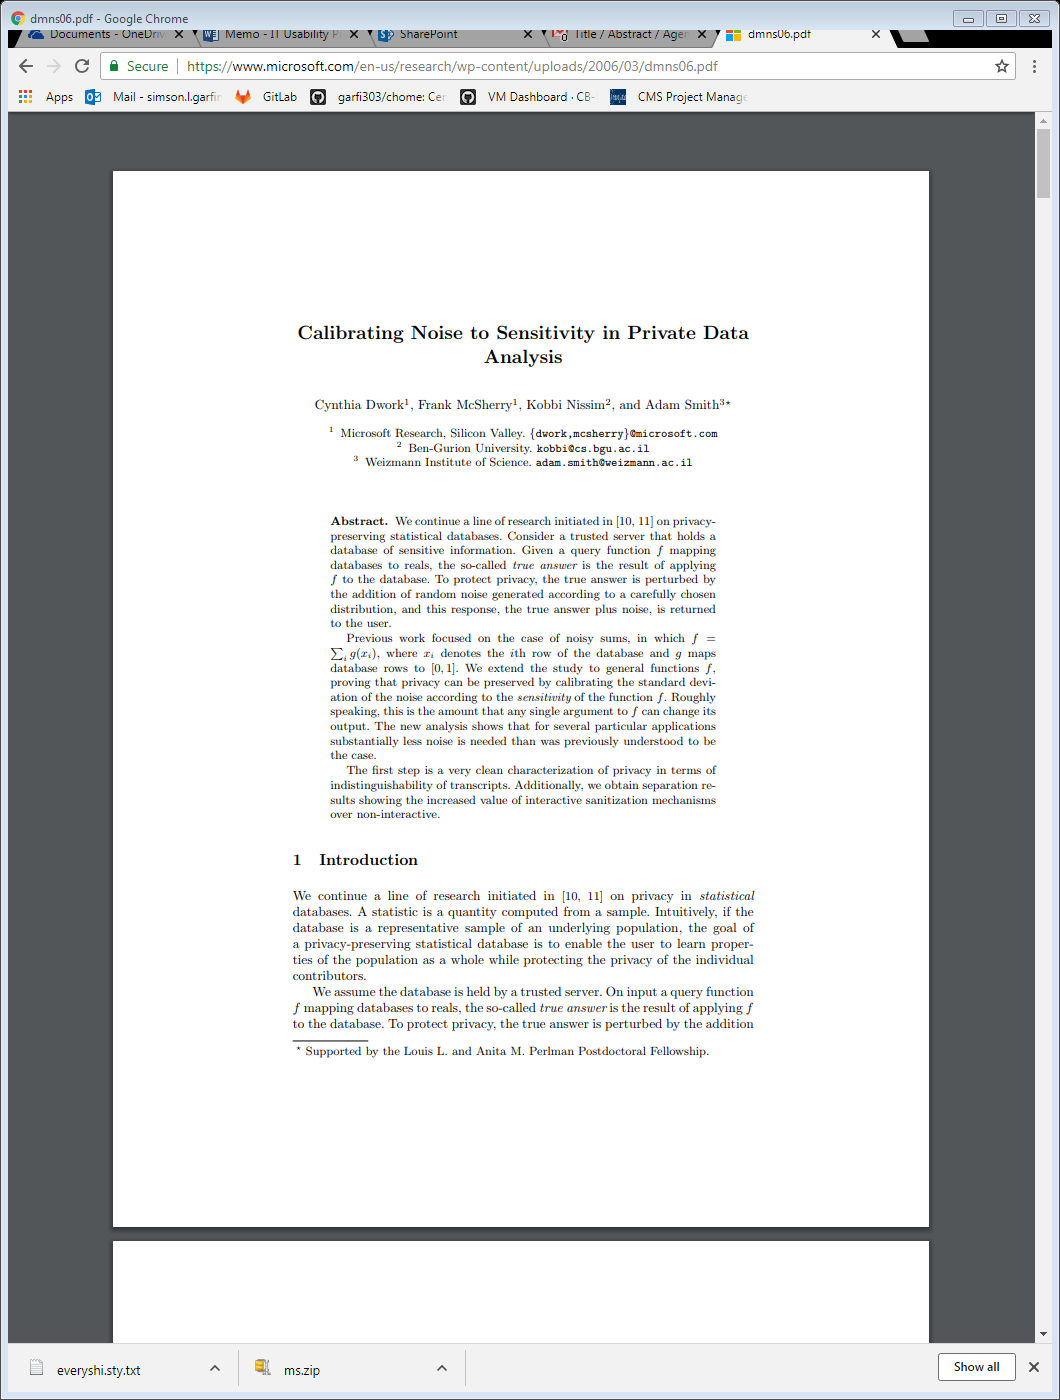 dmns06.pdf - Google Chrome
Documents - OneDriv
Memo - IT Usability P
SharePoint
Title / Abstract / Agen
dmns06.pdf
Secure
https://www.microsoft.com/en-us/research/wp-content/uploads/2006/03/dmns06.pdf
Apps
Mail - simson.l.garfin
GitLab
garfi303/chome: Cen
VM Dashboard · CB-
CMS Project Manage
Calibrating Noise to Sensitivity in Private Data
Analysis
Cynthia Dwork¹, Frank McSherry¹, Kobbi Nissim², and Adam Smith³⋆
¹ Microsoft Research, Silicon Valley. {dwork,mcsherry}@microsoft.com
² Ben-Gurion University. kobbi@cs.bgu.ac.il
³ Weizmann Institute of Science. adam.smith@weizmann.ac.il
Abstract. We continue a line of research initiated in [10, 11] on privacy-
preserving statistical databases. Consider a trusted server that holds a
database of sensitive information. Given a query function f mapping
databases to reals, the so-called true answer is the result of applying
f to the database. To protect privacy, the true answer is perturbed by
the addition of random noise generated according to a carefully chosen
distribution, and this response, the true answer plus noise, is returned
to the user.
Previous work focused on the case of noisy sums, in which f =
∑ᵢ g(xᵢ), where xᵢ denotes the ith row of the database and g maps
database rows to [0, 1]. We extend the study to general functions f,
proving that privacy can be preserved by calibrating the standard devi-
ation of the noise according to the sensitivity of the function f. Roughly
speaking, this is the amount that any single argument to f can change its
output. The new analysis shows that for several particular applications
substantially less noise is needed than was previously understood to be
the case.
The first step is a very clean characterization of privacy in terms of
indistinguishability of transcripts. Additionally, we obtain separation re-
sults showing the increased value of interactive sanitization mechanisms
over non-interactive.
1 Introduction
We continue a line of research initiated in [10, 11] on privacy in statistical
databases. A statistic is a quantity computed from a sample. Intuitively, if the
database is a representative sample of an underlying population, the goal of
a privacy-preserving statistical database is to enable the user to learn proper-
ties of the population as a whole while protecting the privacy of the individual
contributors.
We assume the database is held by a trusted server. On input a query function
f mapping databases to reals, the so-called true answer is the result of applying f
to the database. To protect privacy, the true answer is perturbed by the addition
⋆ Supported by the Louis L. and Anita M. Perlman Postdoctoral Fellowship.
everyshi.sty.txt
ms.zip
Show all